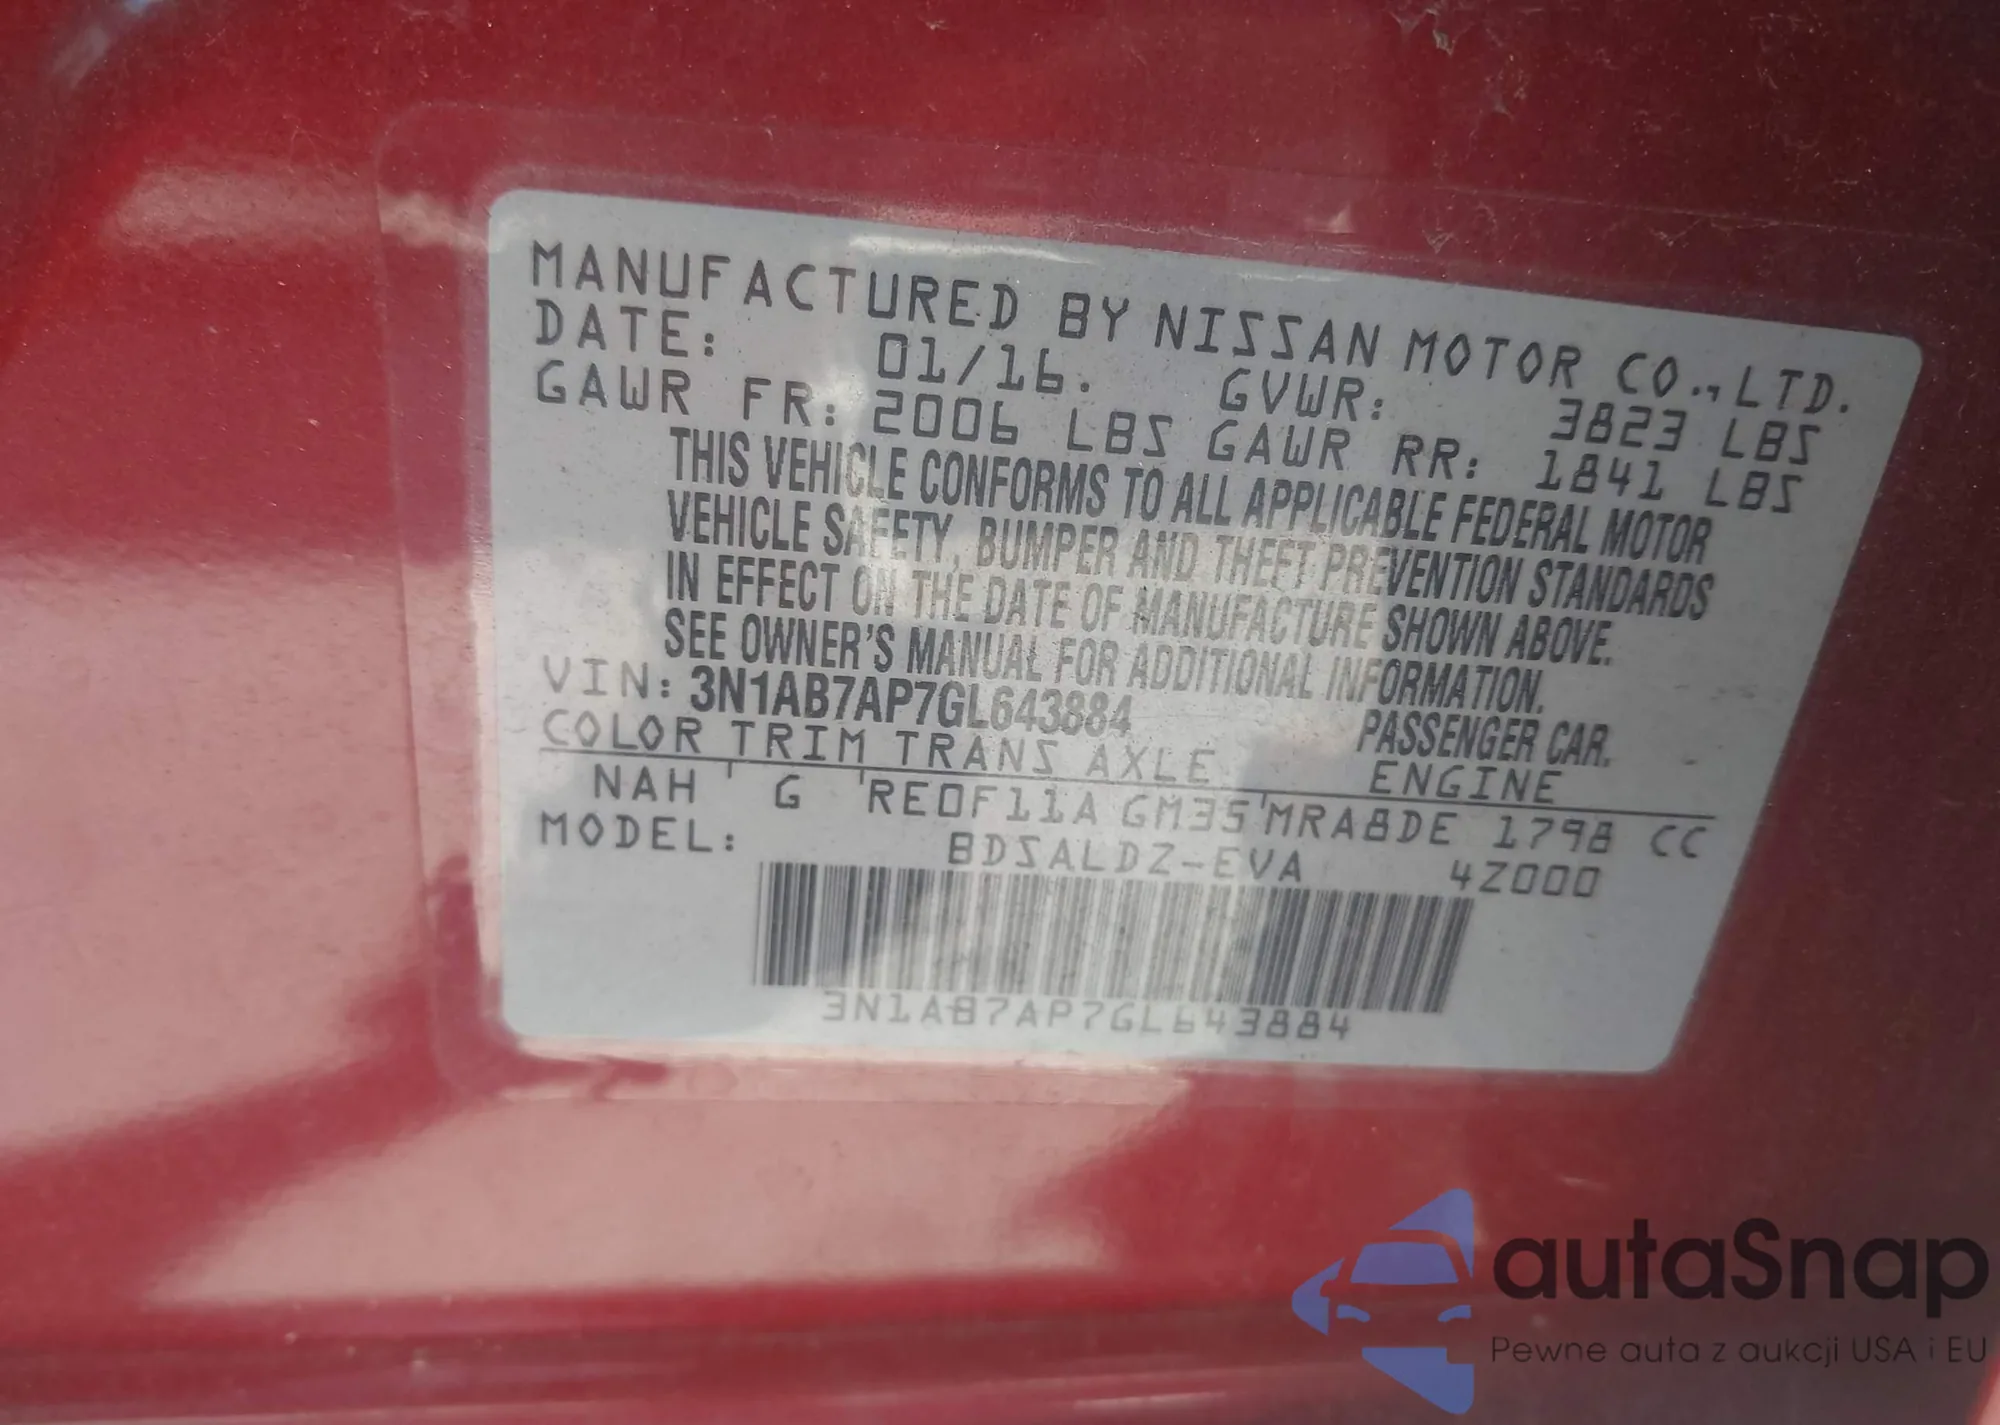 MANUFACTURED BY NISSAN MOTOR CO., LTD.
DATE: 01/16. GVWR: 3823 LBS
GAWR FR: 2006 LBS GAWR RR: 1841 LBS
THIS VEHICLE CONFORMS TO ALL APPLICABLE FEDERAL MOTOR
VEHICLE SAFETY, BUMPER AND THEFT PREVENTION STANDARDS
IN EFFECT ON THE DATE OF MANUFACTURE SHOWN ABOVE.
SEE OWNER'S MANUAL FOR ADDITIONAL INFORMATION.
VIN: 3N1AB7AP7GL643884 PASSENGER CAR.
COLOR TRIM TRANS AXLE ENGINE
NAH G RE0F11A GM35 MRA8DE 1798 CC
MODEL: BDSALDZ-EVA 4Z000
3N1AB7AP7GL643884
autaSnap
Pewne auta z aukcji USA i EU